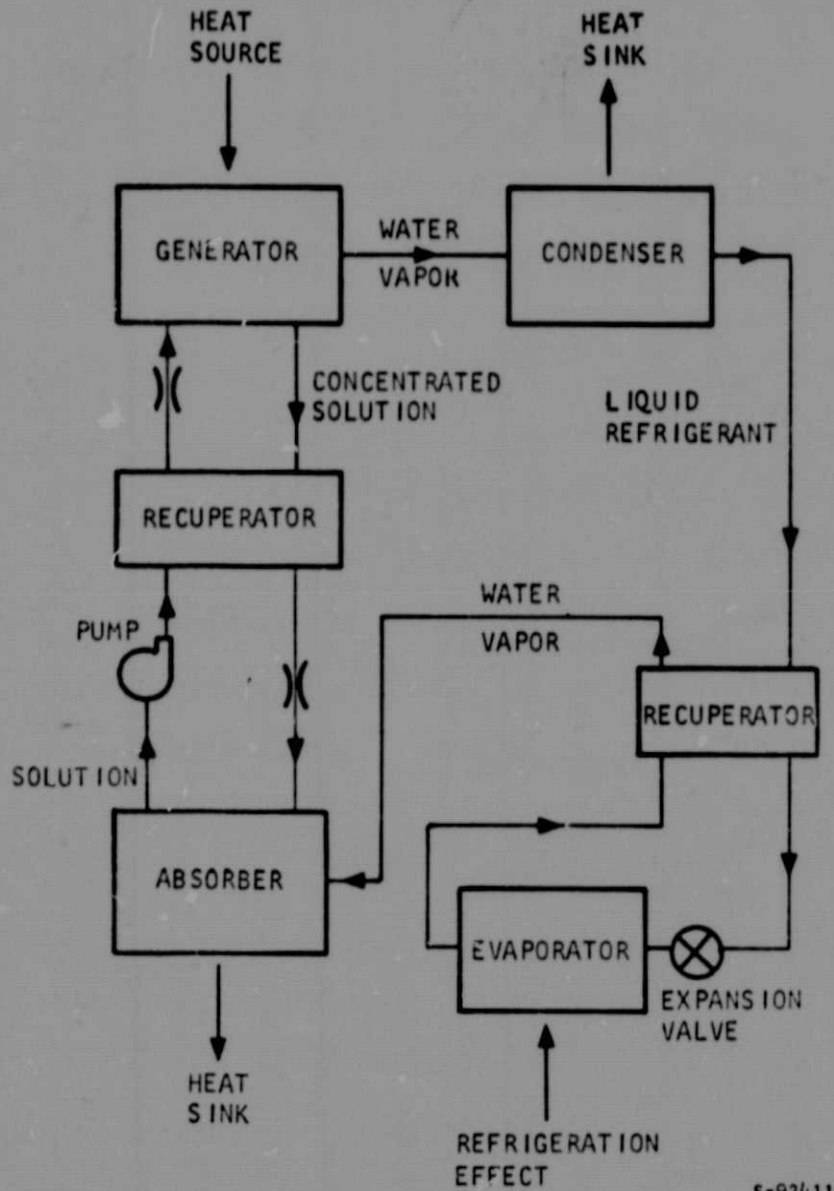 HEAT
SOURCE
HEAT
SINK
GENERATOR
WATER
VAPOR
CONDENSER
CONCENTRATED
SOLUTION
LIQUID
REFRIGERANT
RECUPERATOR
WATER
VAPOR
PUMP
RECUPERATOR
SOLUTION
ABSORBER
EVAPORATOR
EXPANSION
VALVE
HEAT
SINK
REFRIGERATION
EFFECT